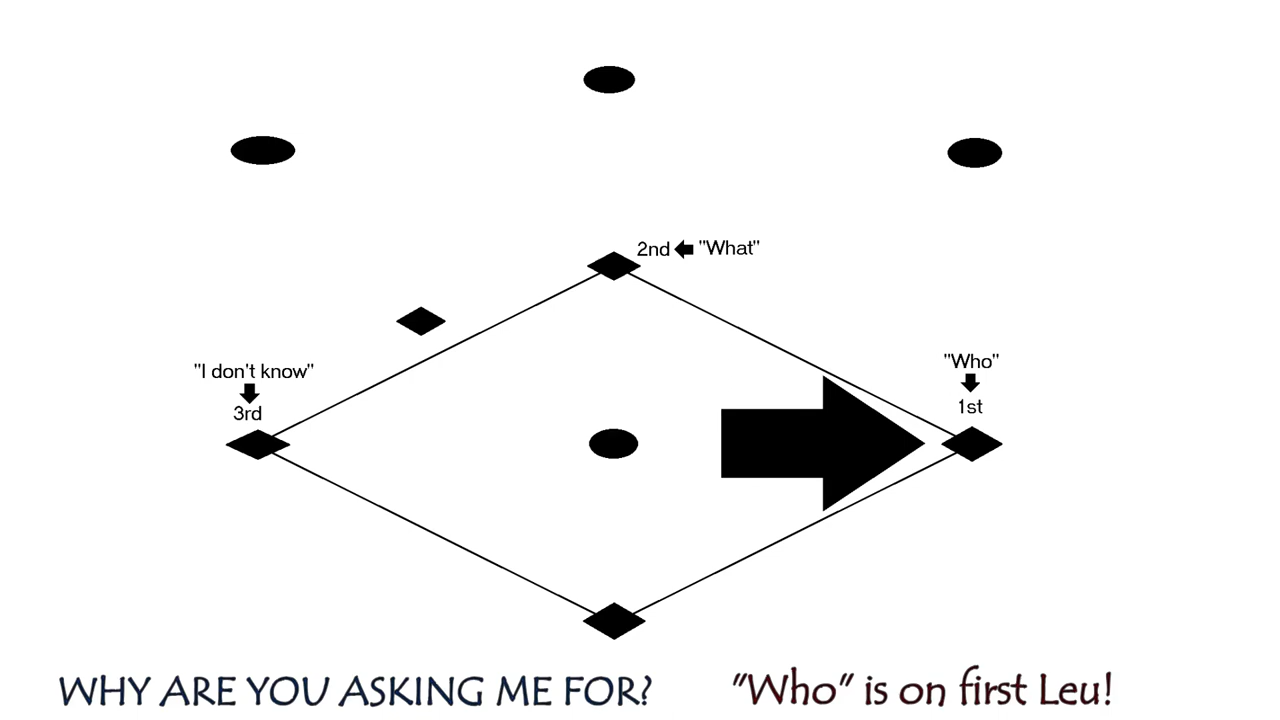 2nd "What"
"I don't know"
3rd
"Who"
1st
WHY ARE YOU ASKING ME FOR?
"Who" is on first Leu!